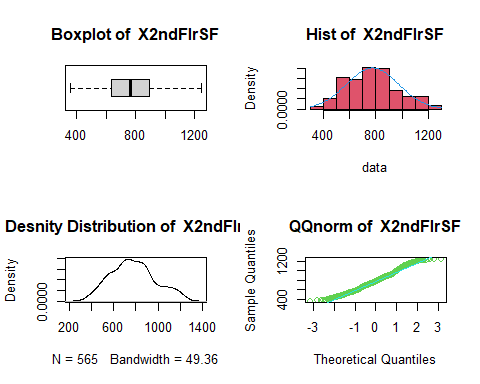 Boxplot of X2ndFlrSF
400 800 1200
Hist of X2ndFlrSF
Density
0.0000
400 800 1200
data
Desnity Distribution of X2ndFlr
Density
0.0000
200 600 1000 1400
N = 565 Bandwidth = 49.36
QQnorm of X2ndFlrSF
Sample Quantiles
400 1200
-3 -1 0 1 2 3
Theoretical Quantiles